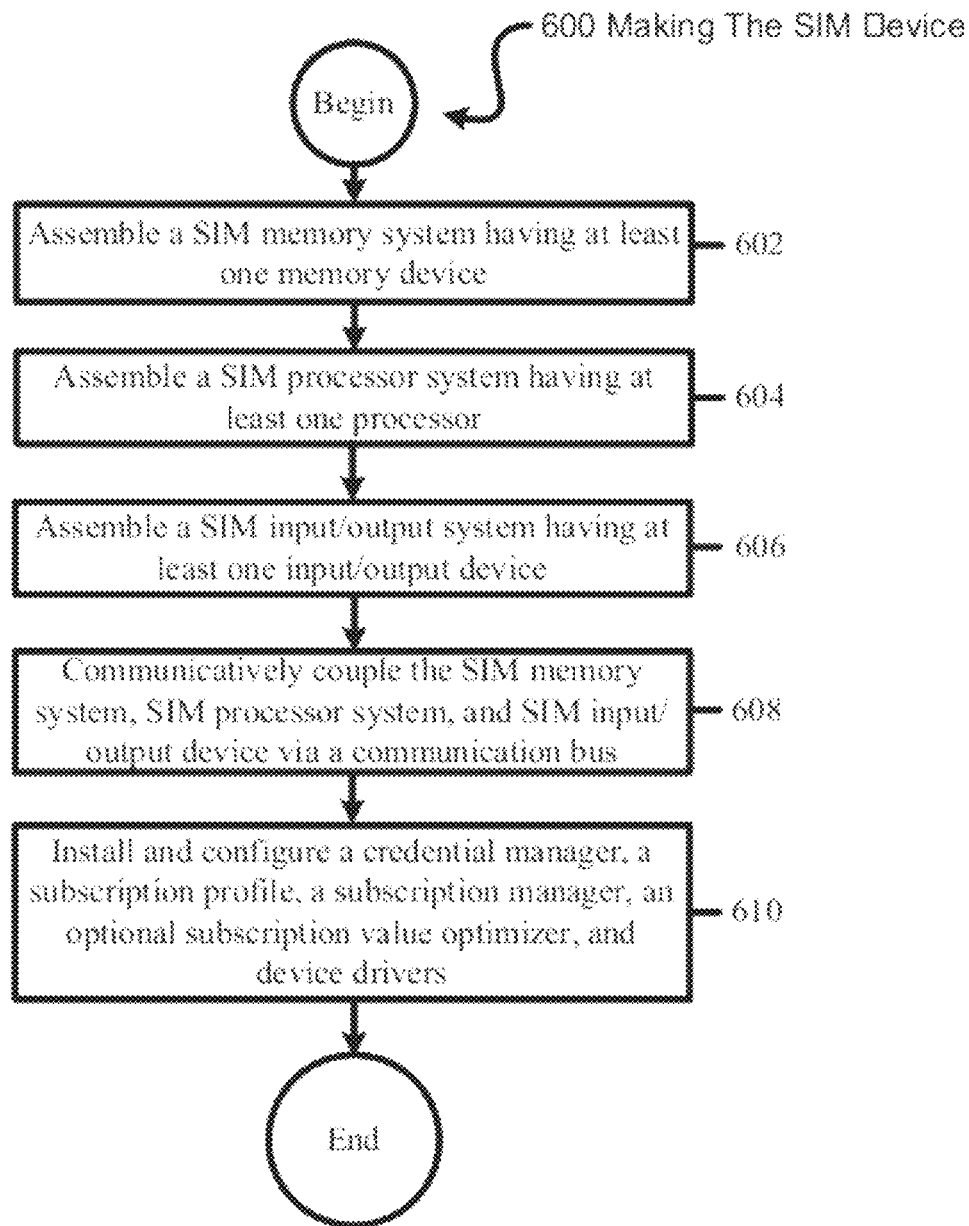 600 Making The SIM Device
Begin
Assemble a SIM memory system having at least
one memory device
602
Assemble a SIM processor system having at
least one processor
604
Assemble a SIM input/output system having at
least one input/output device
606
Communicatively couple the SIM memory
system, SIM processor system, and SIM input/
output device via a communication bus
608
Install and configure a credential manager, a
subscription profile, a subscription manager, an
optional subscription value optimizer, and
device drivers
610
End